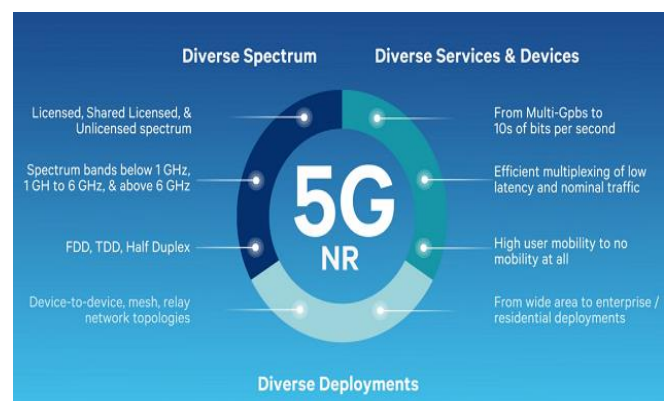 Diverse Spectrum
Diverse Services & Devices
Licensed, Shared Licensed, &
Unlicensed spectrum
Spectrum bands below 1 GHz,
1 GH to 6 GHz, & above 6 GHz
FDD, TDD, Half Duplex
Device-to-device, mesh, relay
network topologies
5G
NR
From Multi-Gpbs to
10s of bits per second
Efficient multiplexing of low
latency and nominal traffic
High user mobility to no
mobility at all
From wide area to enterprise /
residential deployments
Diverse Deployments